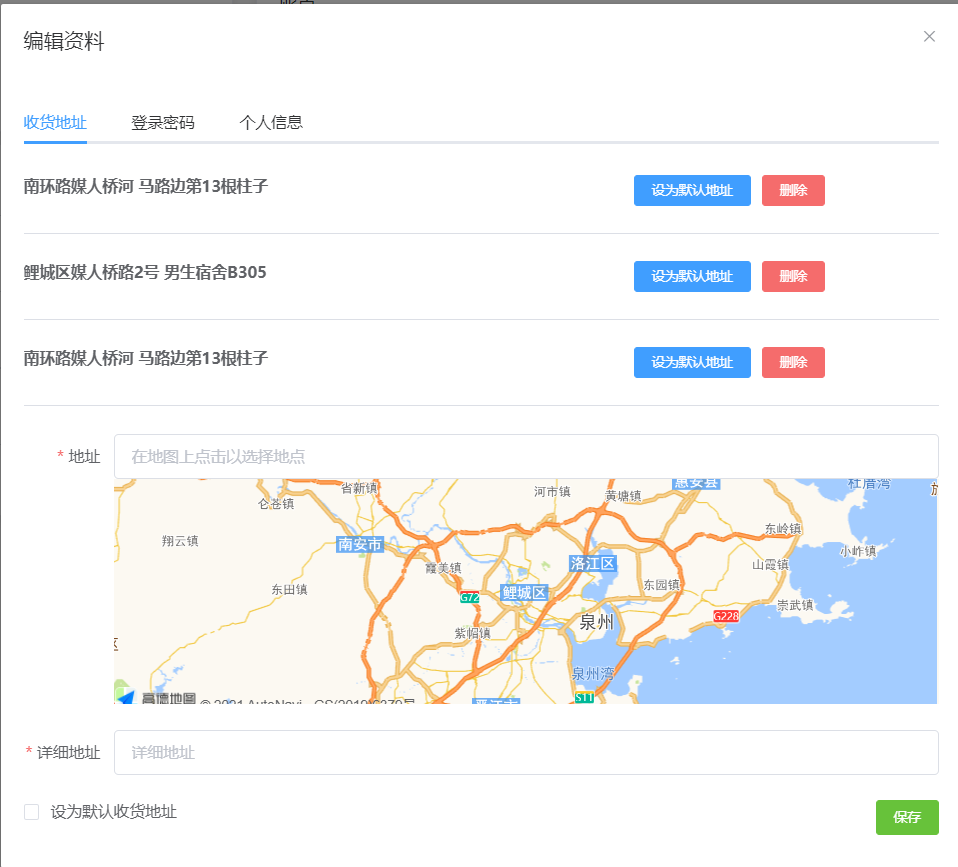 编辑资料
收货地址 登录密码 个人信息
南环路媒人桥河 马路边第13根柱子 设为默认地址 删除
鲤城区媒人桥路2号 男生宿舍B305 设为默认地址 删除
南环路媒人桥河 马路边第13根柱子 设为默认地址 删除
* 地址 在地图上点击以选择地点
惠安县 杜厝湾
省新镇 河市镇 黄塘镇
仑苍镇
东岭镇
翔云镇 南安市 小岞镇
霞美镇 洛江区 山霞镇
东田镇 鲤城区 东园镇
G72 崇武镇
泉州 G228
紫帽镇
区
泉州湾
高德地图 © 2021 AutoNavi - GS(2019)6379号 晋江市 S11
* 详细地址 详细地址
设为默认收货地址 保存